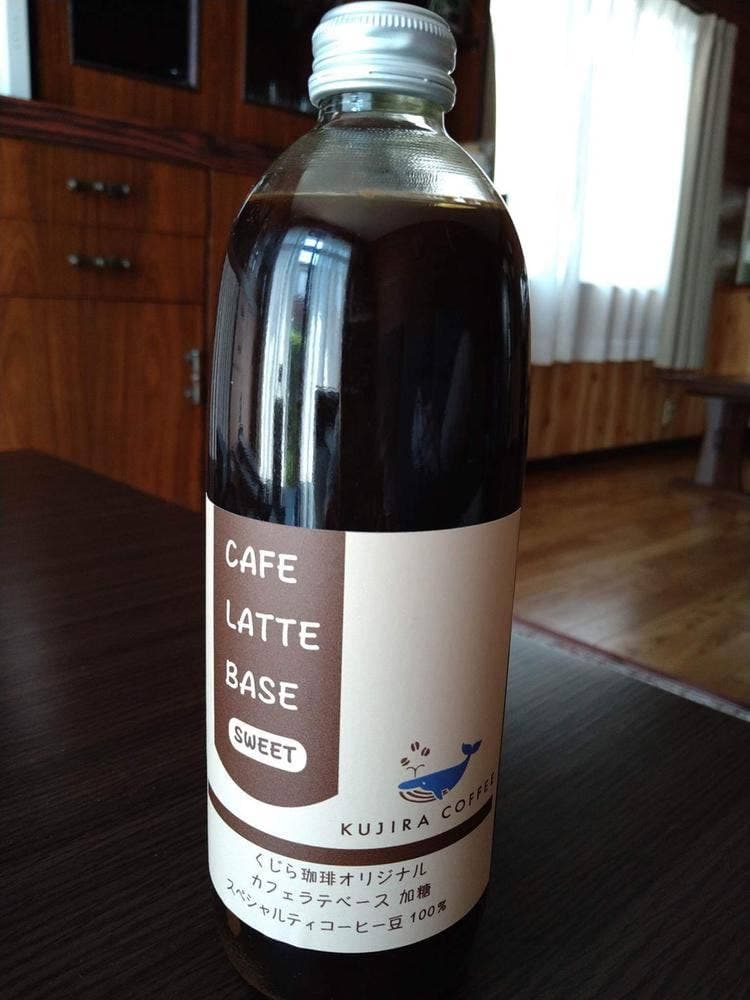 CAFE
LATTE
BASE
SWEET
KUJIRA COFFEE
くじら珈琲オリジナル
カフェラテベース 加糖
スペシャルティコーヒー豆 100%